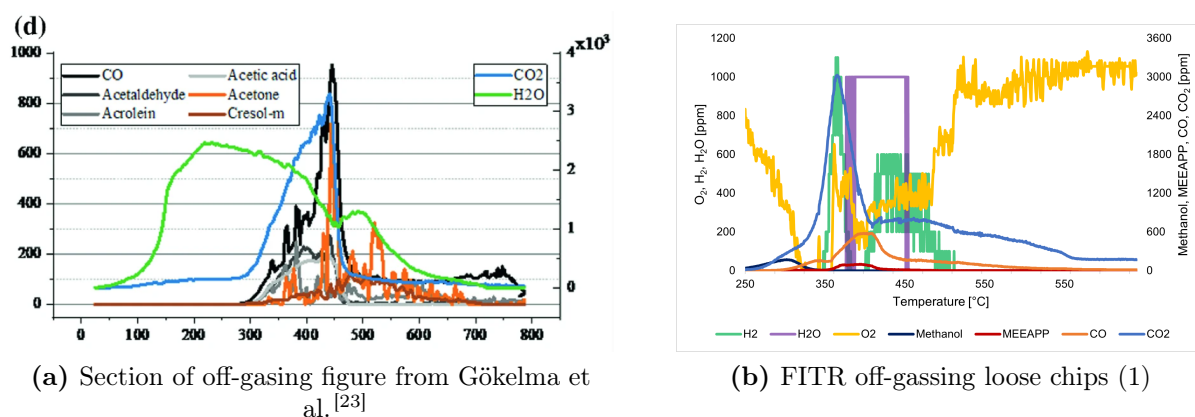 (d)
×10³
1000
800
600
400
200
0
4
3
2
1
0
CO
Acetaldehyde
Acrolein
Acetic acid
Acetone
Cresol-m
CO2
H2O
0 100 200 300 400 500 600 700 800
(a) Section of off-gasing figure from Gökelma et
al.[23]
1200
1000
800
600
400
200
0
O2, H2, H2O [ppm]
3600
3000
2400
1800
1200
600
0
Methanol, MEEAPP, CO, CO2 [ppm]
250 350 450 550 550
Temperature [°C]
H2 H2O O2 Methanol MEEAPP CO CO2
(b) FITR off-gassing loose chips (1)